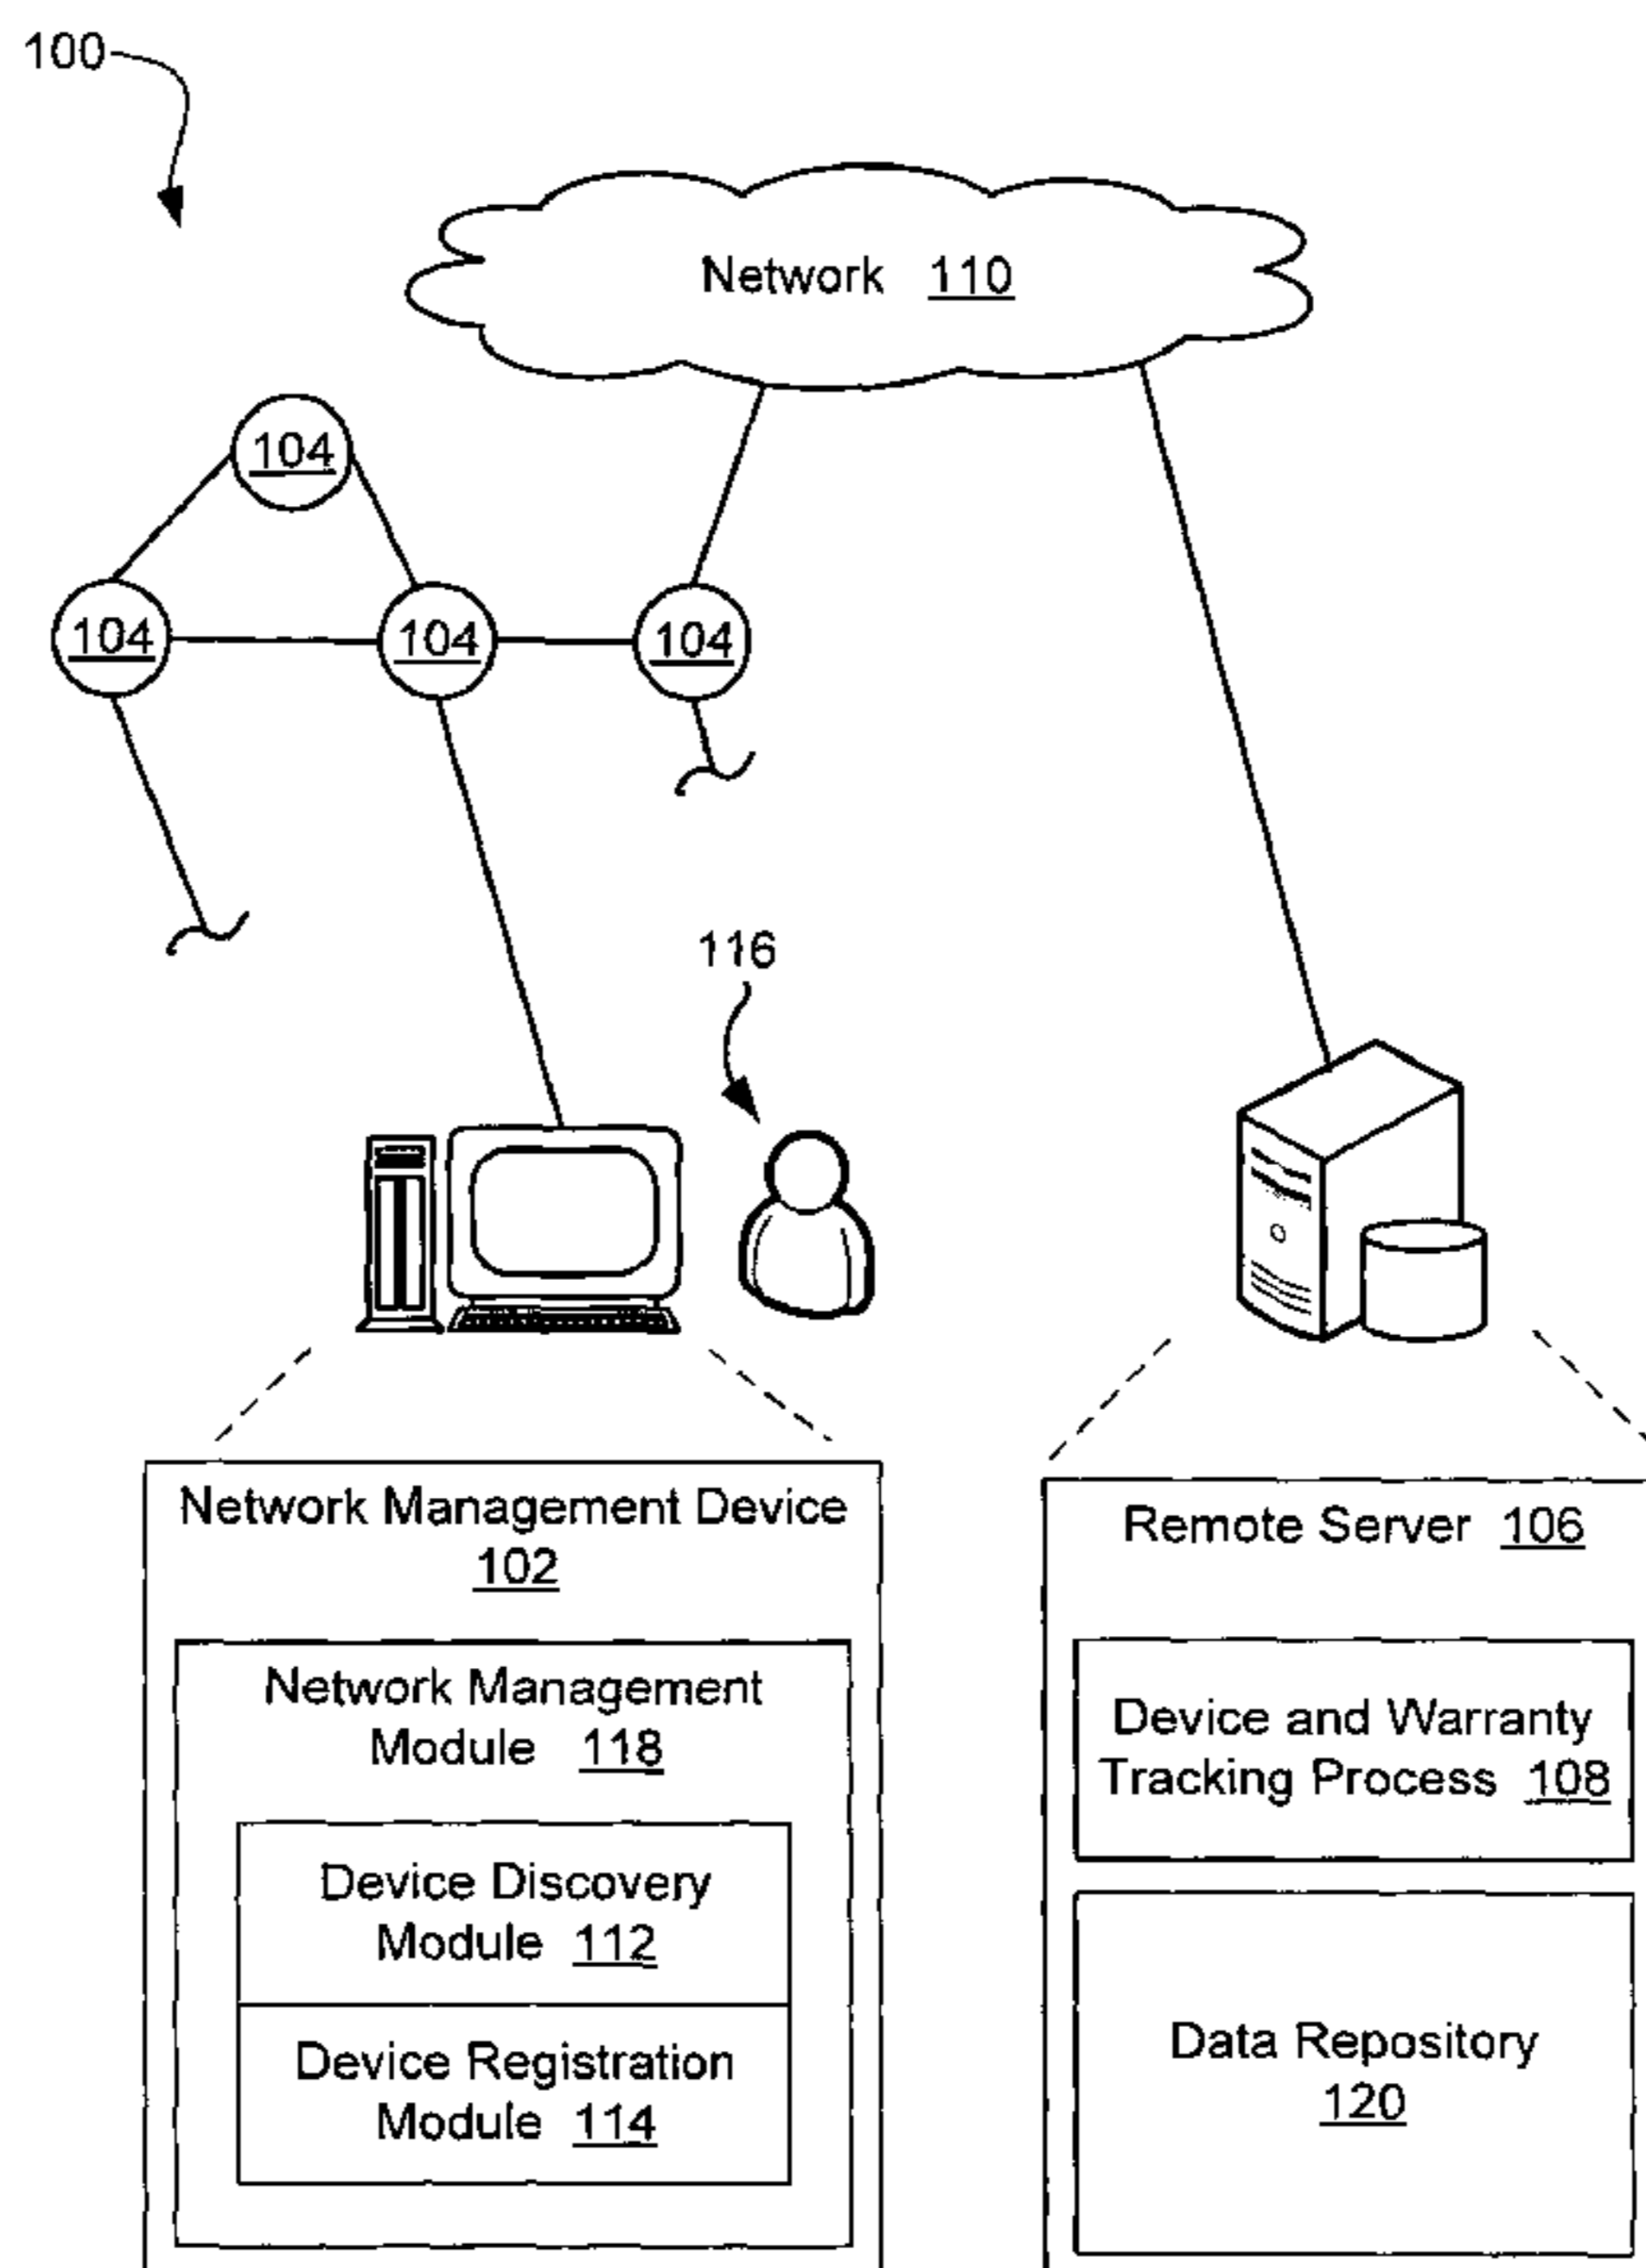 100
Network 110
104
104
104
104
116
Network Management Device
102
Network Management
Module 118
Device Discovery
Module 112
Device Registration
Module 114
Remote Server 106
Device and Warranty
Tracking Process 108
Data Repository
120